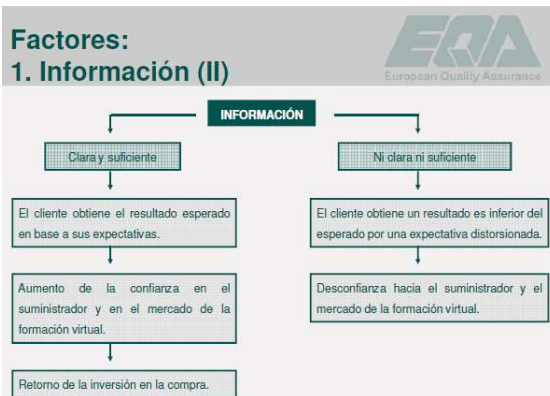 Factores:
1. Información (II)
EQA
European Quality Assurance
INFORMACIÓN
Clara y suficiente
Ni clara ni suficiente
El cliente obtiene el resultado esperado
en base a sus expectativas.
El cliente obtiene un resultado es inferior del
esperado por una expectativa distorsionada.
Aumento de la confianza en el
suministrador y en el mercado de la
formación virtual.
Desconfianza hacia el suministrador y el
mercado de la formación virtual.
Retorno de la inversión en la compra.